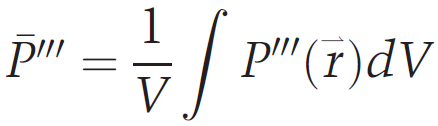 P̄‴ = 1/V ∫ P‴(r⃗)dV